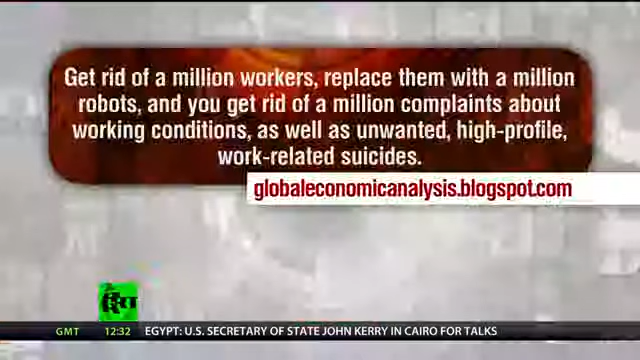 Get rid of a million workers, replace them with a million
robots, and you get rid of a million complaints about
working conditions, as well as unwanted, high-profile,
work-related suicides.
globaleconomicanalysis.blogspot.com
GMT 12:32 EGYPT: U.S. SECRETARY OF STATE JOHN KERRY IN CAIRO FOR TALKS